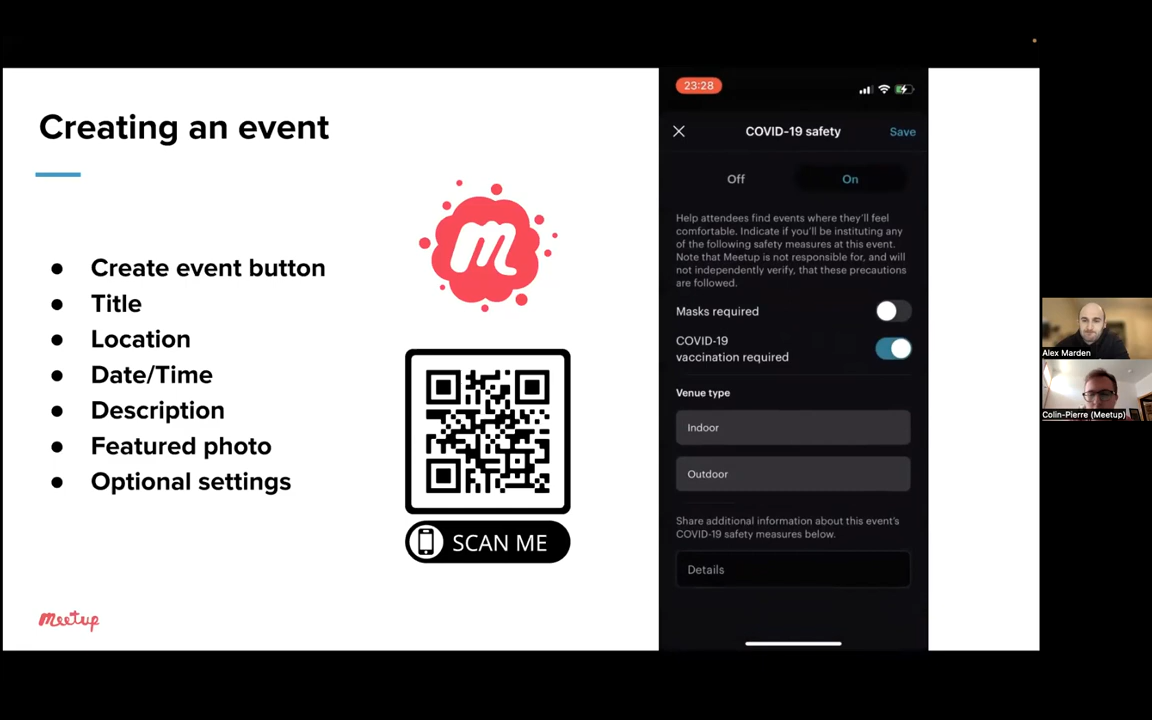 Creating an event
● Create event button
● Title
● Location
● Date/Time
● Description
● Featured photo
● Optional settings
m
SCAN ME
Meetup
23:28
COVID-19 safety
Save
Off
On
Help attendees find events where they'll feel
comfortable. Indicate if you'll be instituting any
of the following safety measures at this event.
Note that Meetup is not responsible for, and will
not independently verify, that these precautions
are followed.
Masks required
COVID-19
vaccination required
Venue type
Indoor
Outdoor
Share additional information about this event's
COVID-19 safety measures below.
Details
Alex Marden
Colin-Pierre (Meetup)